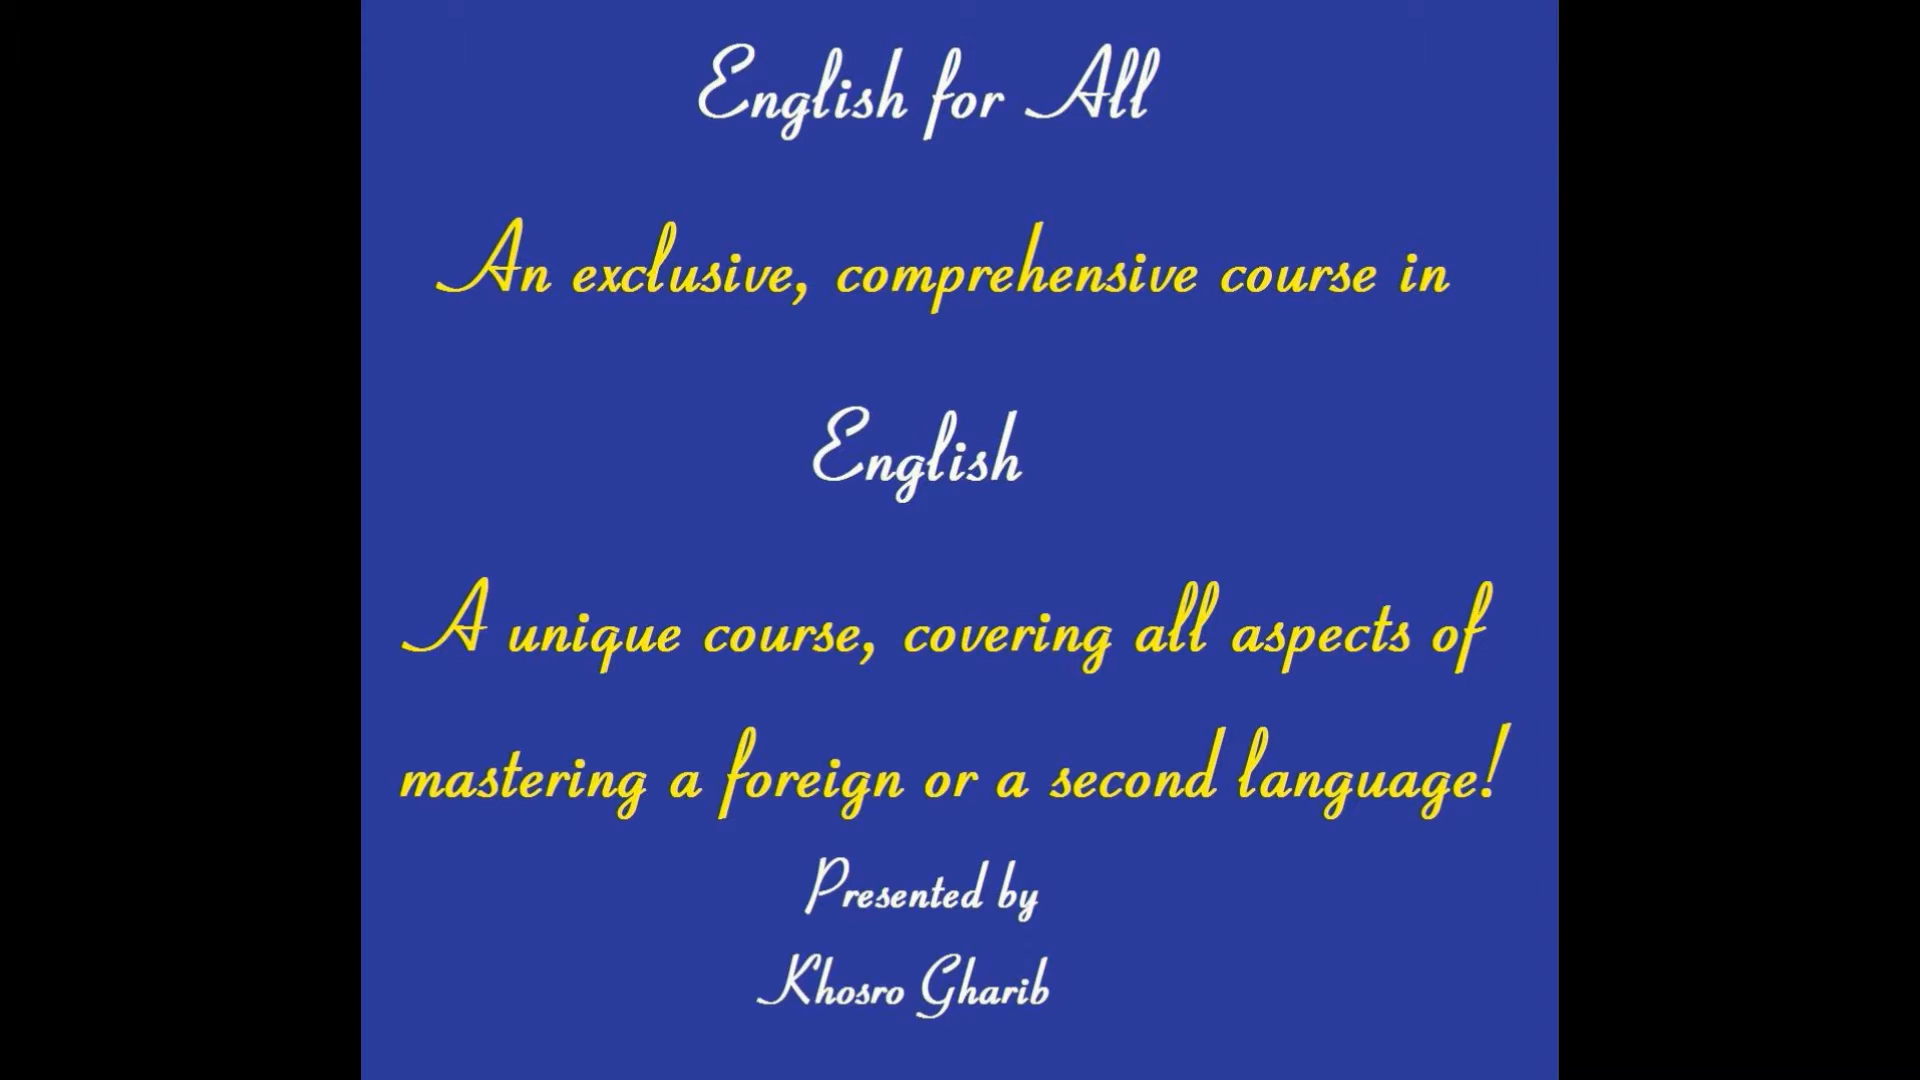 English for All
An exclusive, comprehensive course in
English
A unique course, covering all aspects of
mastering a foreign or a second language!
Presented by
Khosro Gharib